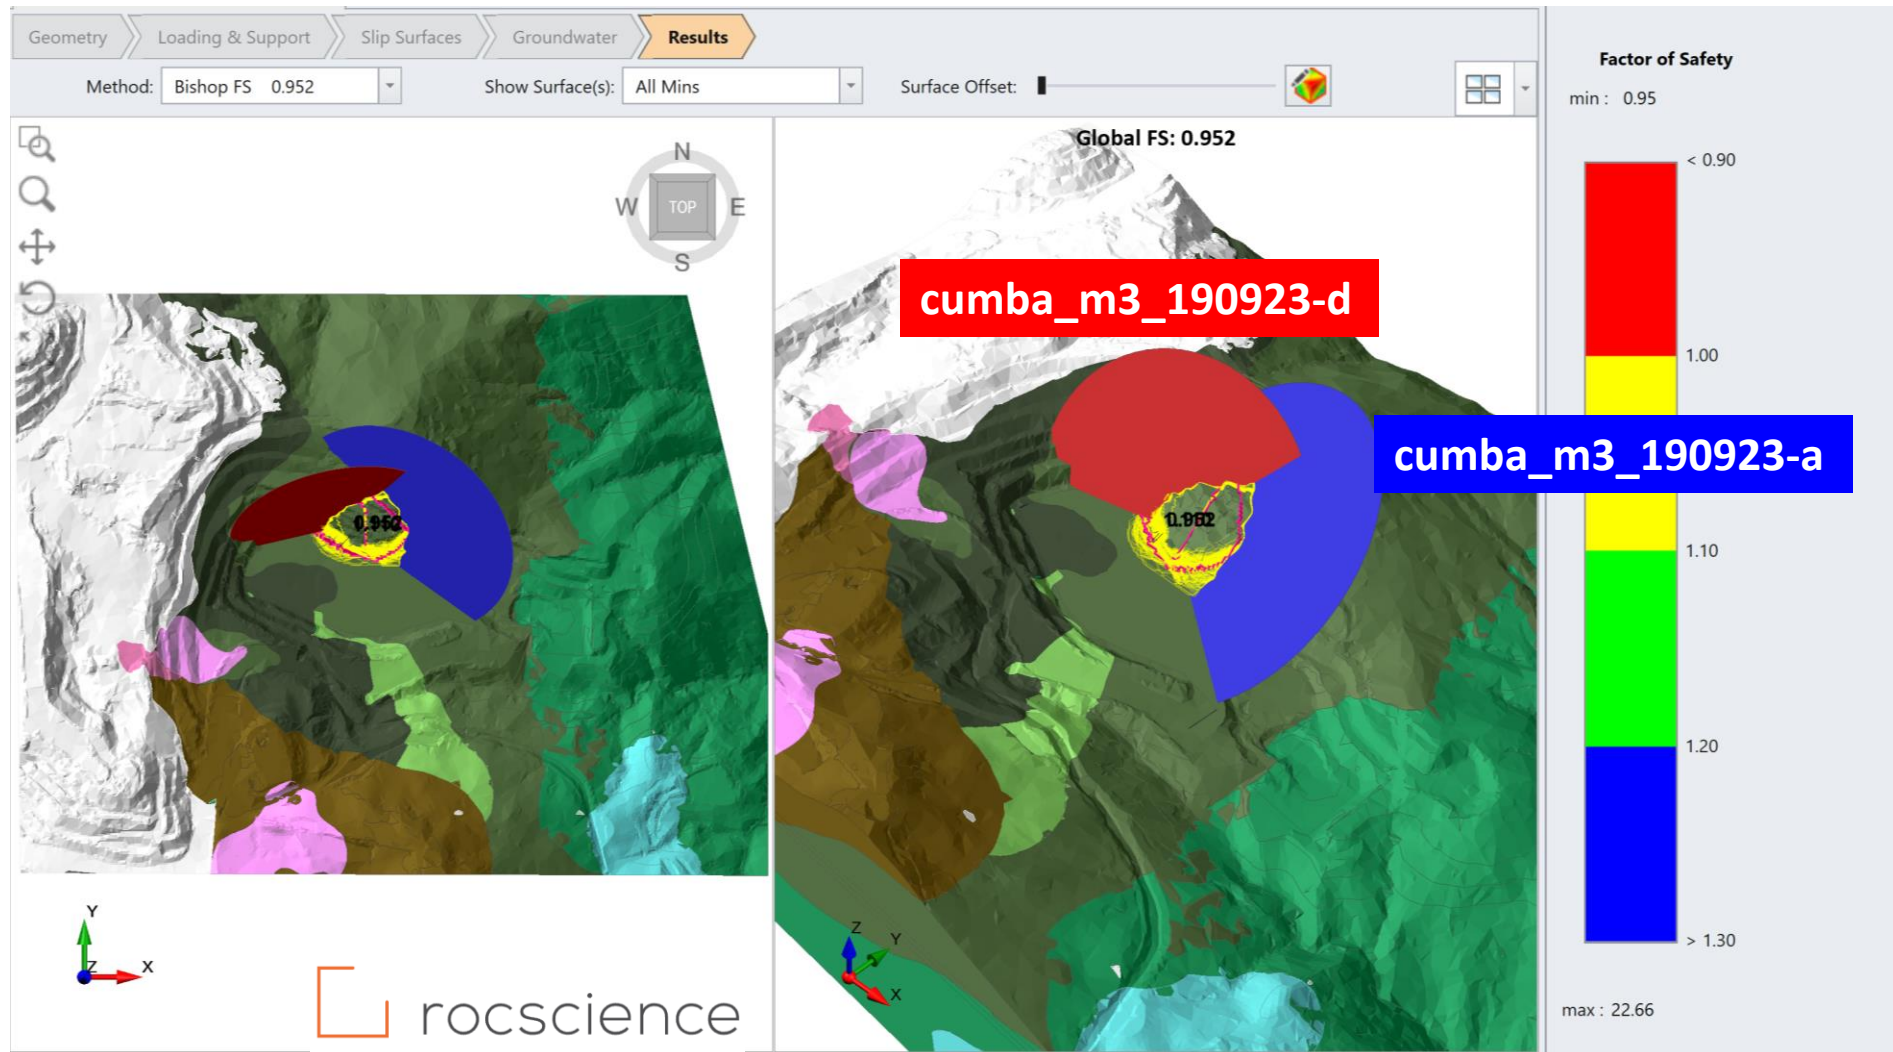 Geometry
Loading & Support
Slip Surfaces
Groundwater
Results
Method: Bishop FS 0.952
Show Surface(s): All Mins
Surface Offset:
Factor of Safety
min : 0.95
N
W TOP E
S
Global FS: 0.952
< 0.90
1.00
1.10
1.20
> 1.30
cumba_m3_190923-d
cumba_m3_190923-a
Y
Z X
Z Y
X
rocscience
max : 22.66